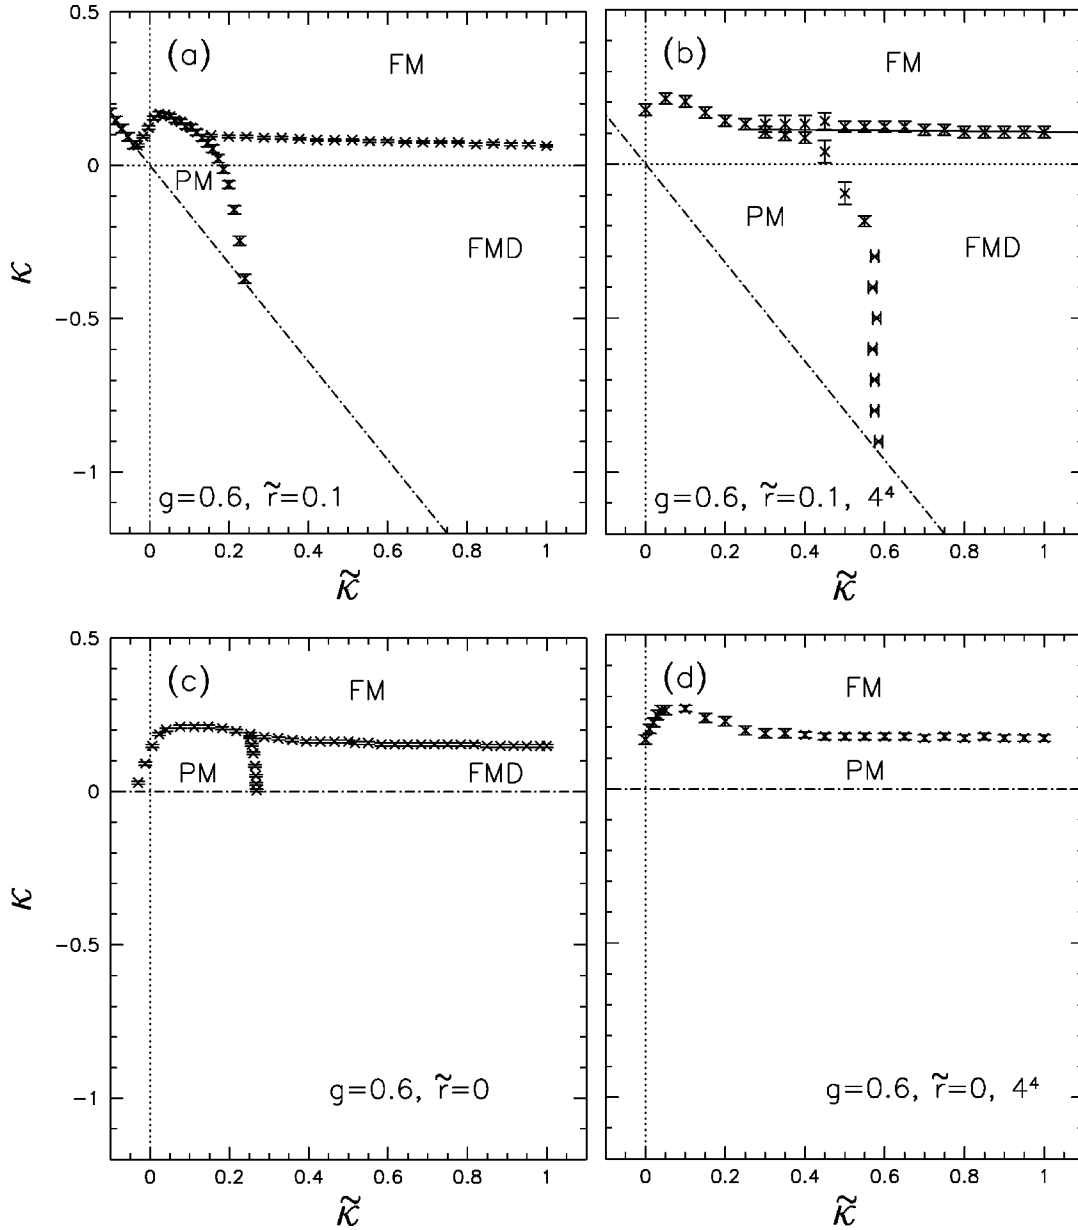 (a)
FM
PM
FMD
g=0.6, r̃=0.1
0.5
0
−0.5
−1
κ
0 0.2 0.4 0.6 0.8 1
κ̃
(b)
FM
PM
FMD
g=0.6, r̃=0.1, 4⁴
0 0.2 0.4 0.6 0.8 1
κ̃
(c)
FM
PM
FMD
g=0.6, r̃=0
0.5
0
−0.5
−1
κ
0 0.2 0.4 0.6 0.8 1
κ̃
(d)
FM
PM
g=0.6, r̃=0, 4⁴
0 0.2 0.4 0.6 0.8 1
κ̃